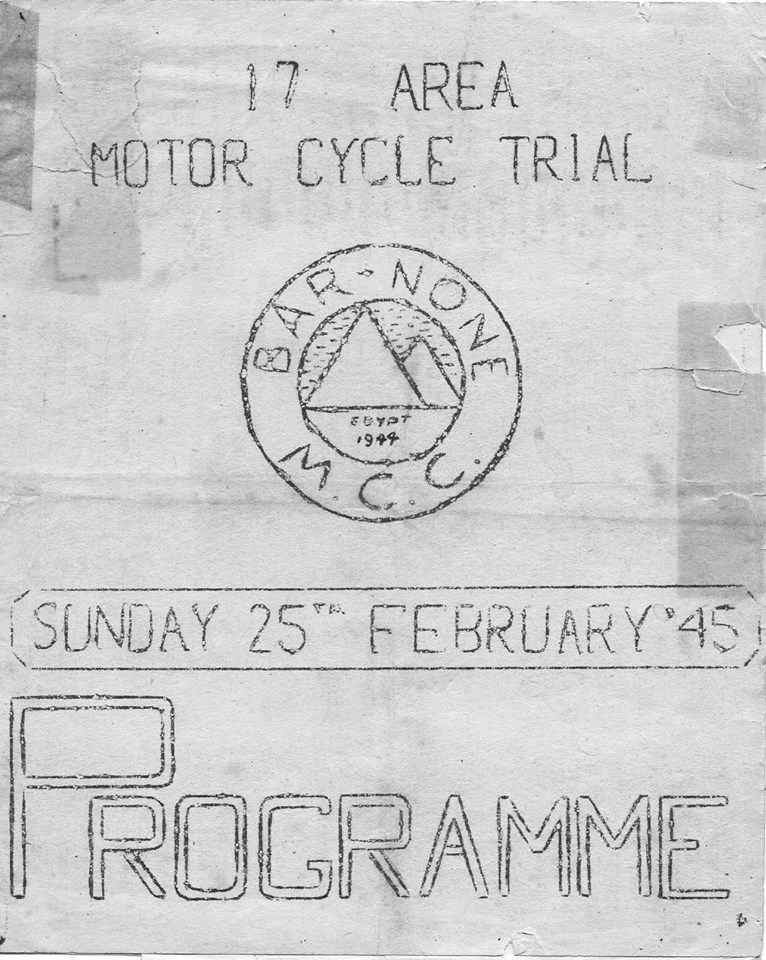 17 AREA
MOTOR CYCLE TRIAL
BAR-NONE
EGYPT
1944
M.C.C.
SUNDAY 25TH FEBRUARY '45
PROGRAMME